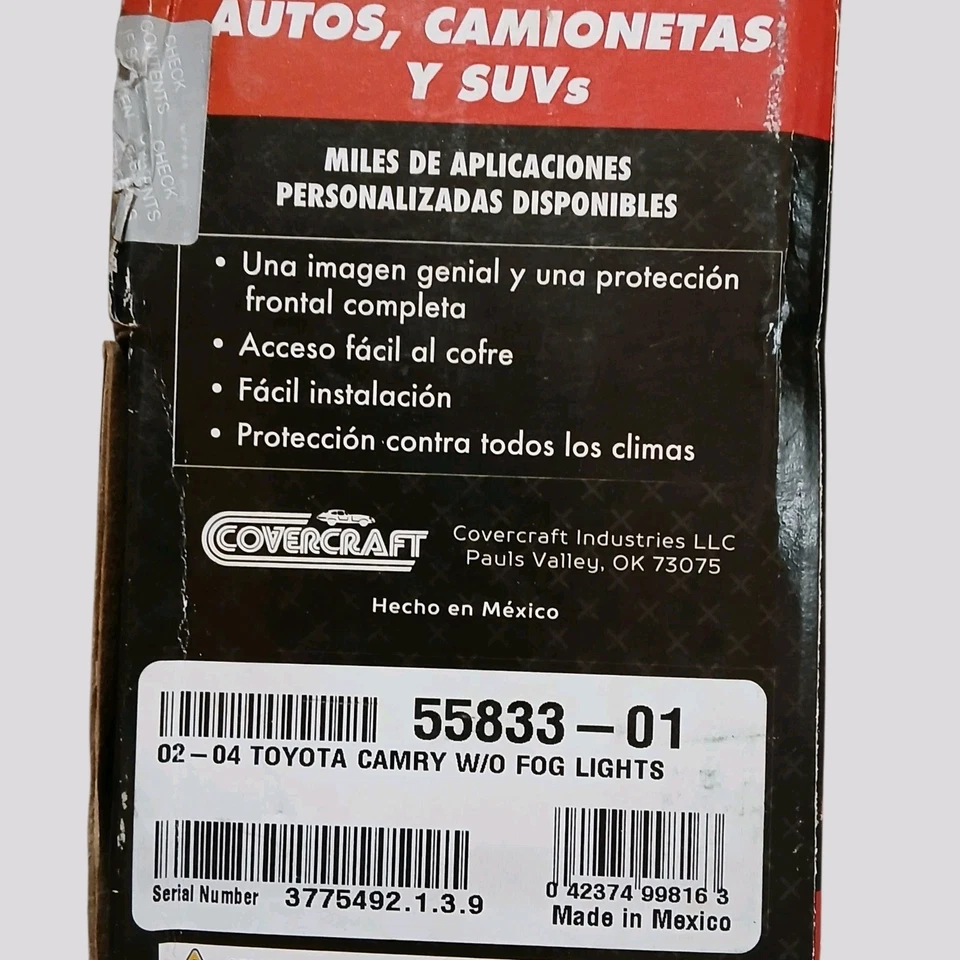 AUTOS, CAMIONETAS
Y SUVs
CHECK
CONTENTS
CHECK
MILES DE APLICACIONES
PERSONALIZADAS DISPONIBLES
• Una imagen genial y una protección
frontal completa
• Acceso fácil al cofre
• Fácil instalación
• Protección contra todos los climas
COVERCRAFT
Covercraft Industries LLC
Pauls Valley, OK 73075
Hecho en México
55833-01
02-04 TOYOTA CAMRY W/O FOG LIGHTS
Serial Number 3775492.1.3.9
0 42374 99816 3
Made in Mexico